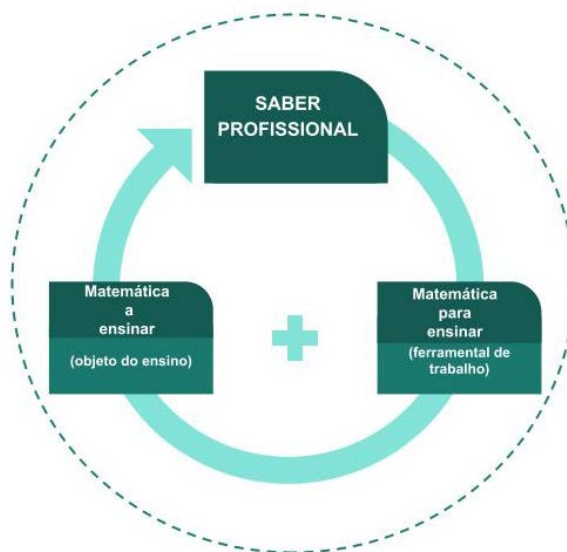 SABER
PROFISSIONAL
Matemática
a
ensinar
(objeto do ensino)
Matemática
para
ensinar
(ferramental de
trabalho)